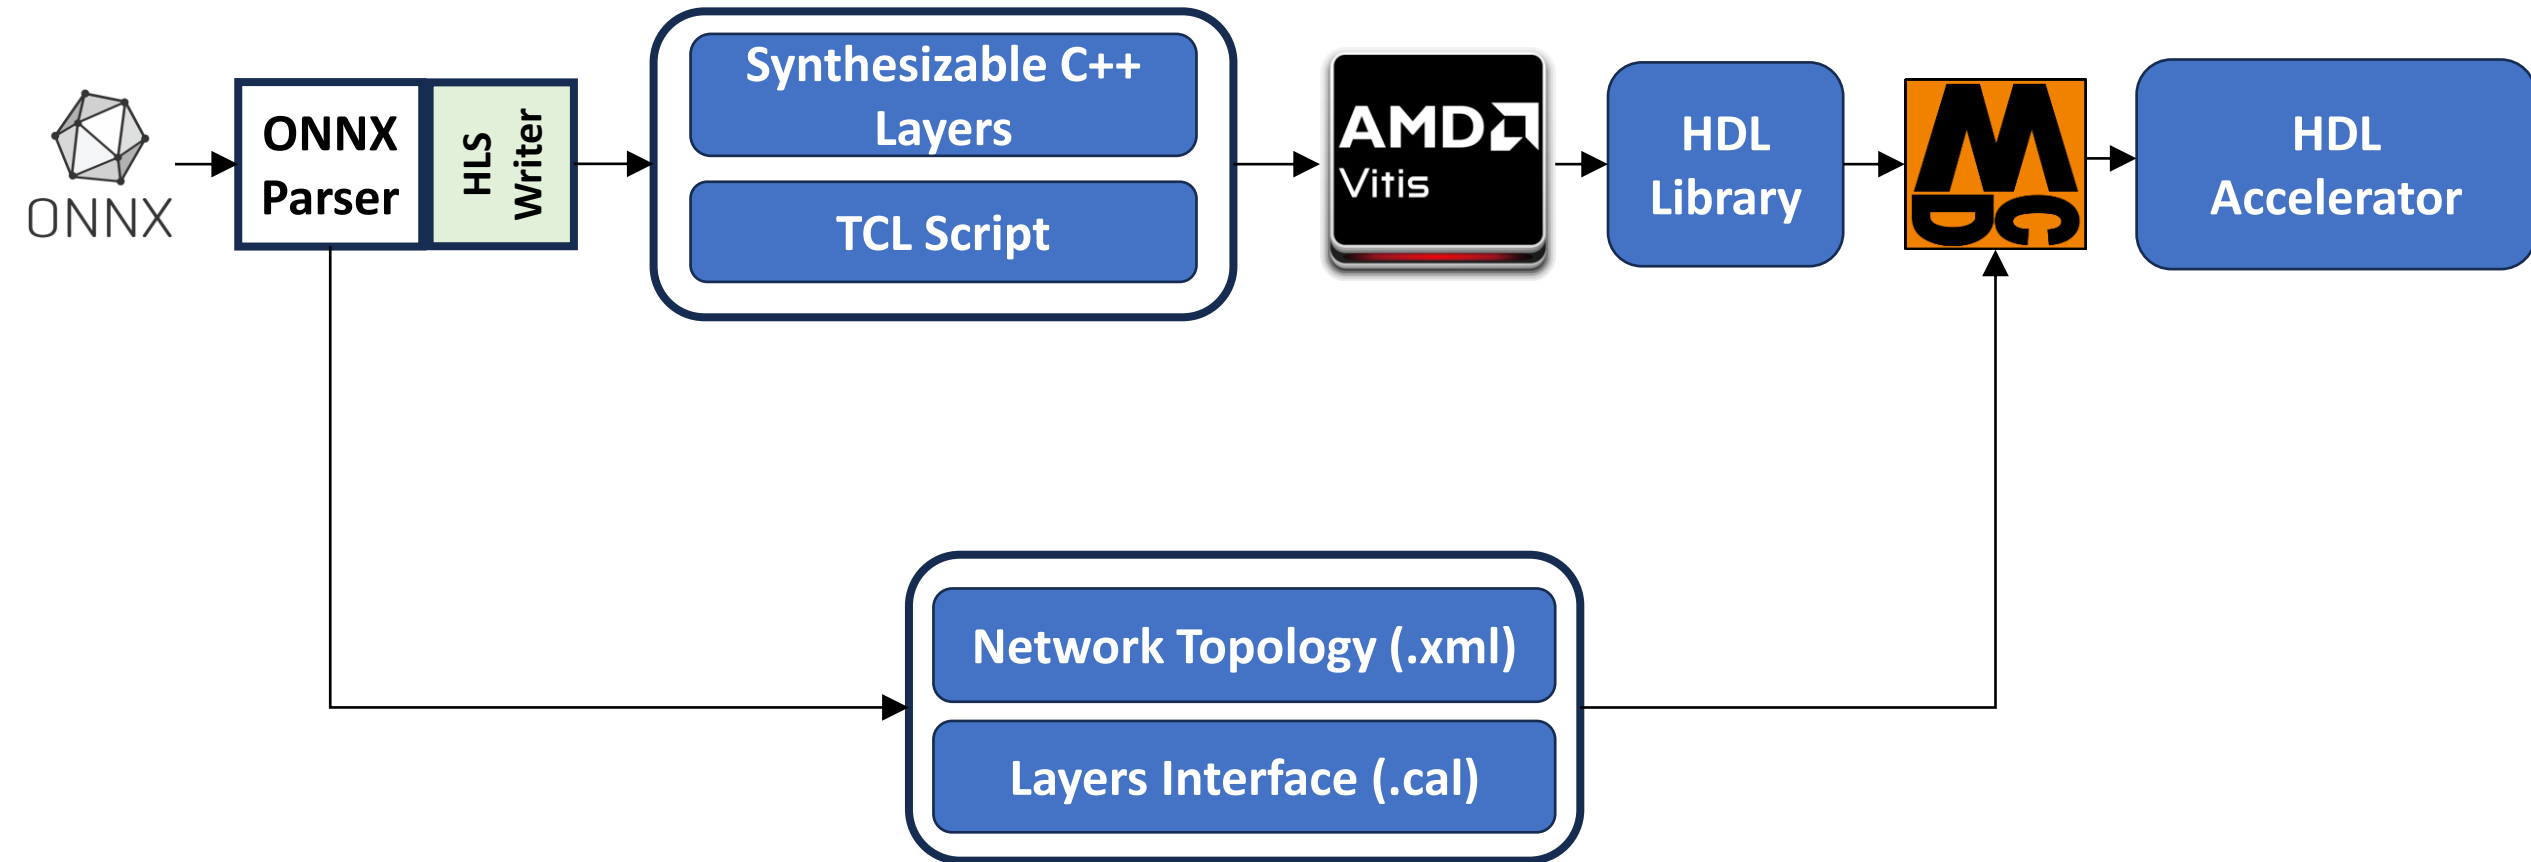 ONNX
ONNX
Parser
HLS
Writer
Synthesizable C++
Layers
TCL Script
AMD
Vitis
HDL
Library
M
DC
HDL
Accelerator
Network Topology (.xml)
Layers Interface (.cal)